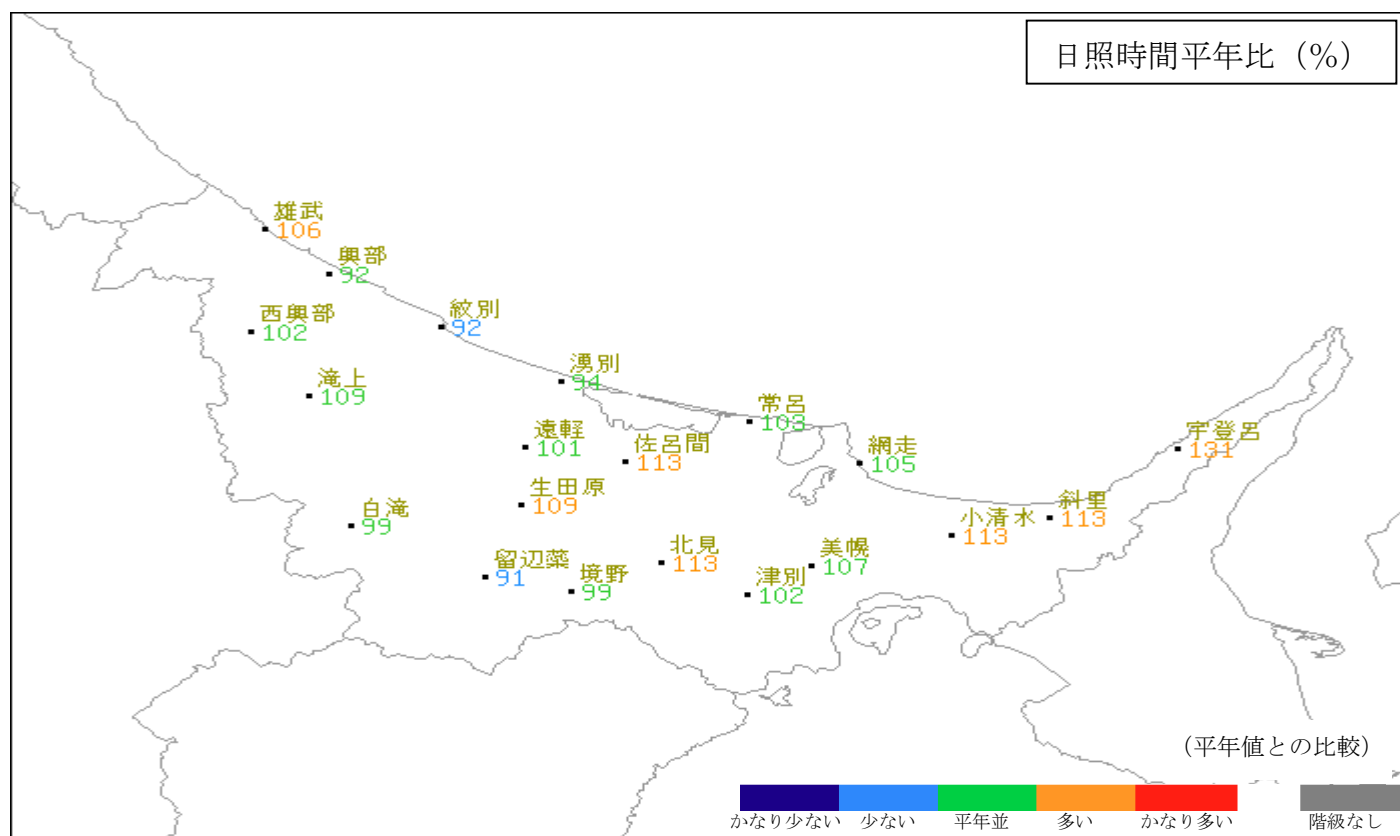 日照時間平年比（％）
雄武
106
興部
92
西興部
102
紋別
92
滝上
109
湧別
94
常呂
103
遠軽
101
佐呂間
113
網走
105
宇登呂
131
生田原
109
白滝
99
斜里
113
小清水
113
北見
113
美幌
107
留辺蘂
91
境野
99
津別
102
（平年値との比較）
かなり少ない 少ない 平年並 多い かなり多い 階級なし